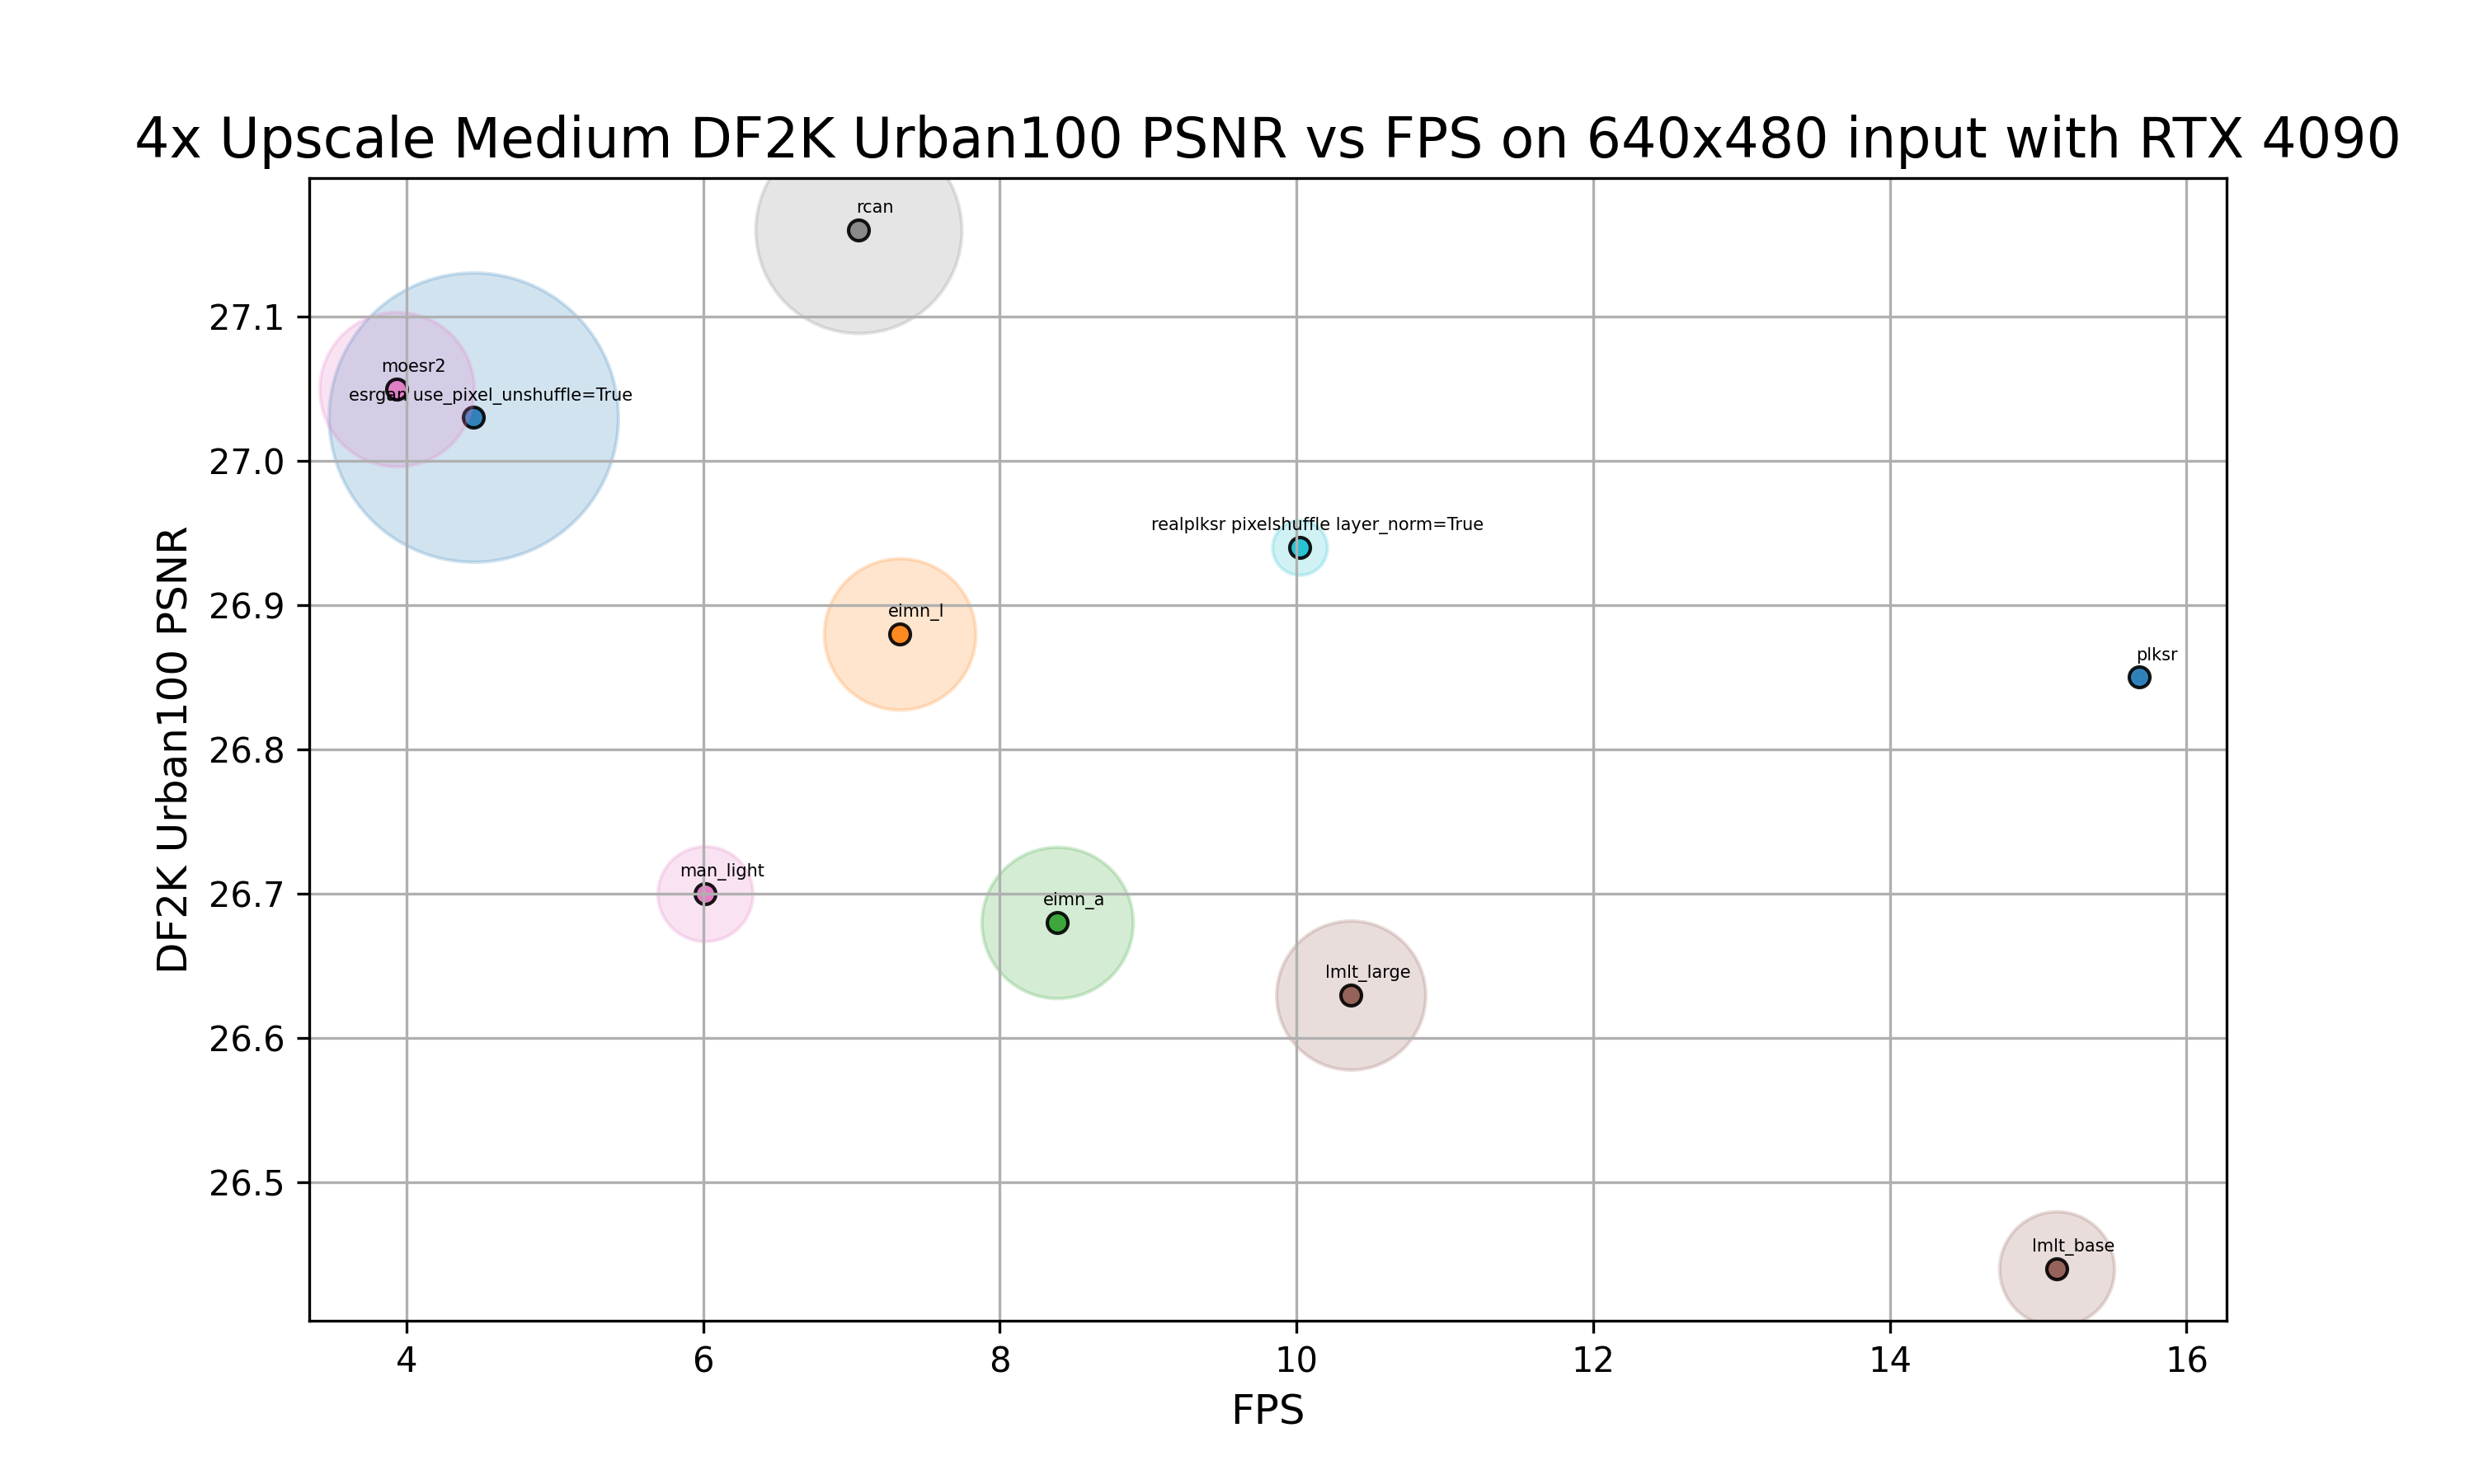 4x Upscale Medium DF2K Urban100 PSNR vs FPS on 640x480 input with RTX 4090
rcan
27.1
moesr2
esrgan use_pixel_unshuffle=True
27.0
realplksr pixelshuffle layer_norm=True
26.9
eimn_l
plksr
DF2K Urban100 PSNR
26.8
man_light
26.7
eimn_a
lmlt_large
26.6
26.5
lmlt_base
4 6 8 10 12 14 16
FPS